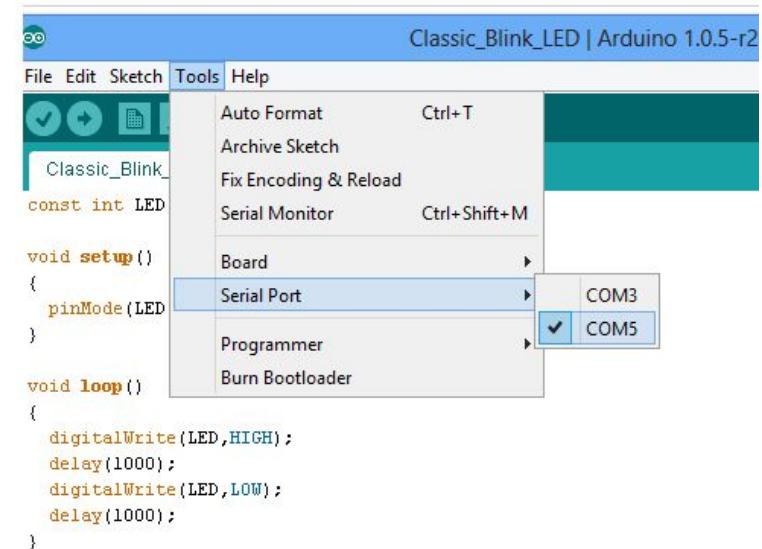 Classic_Blink_LED | Arduino 1.0.5-r2
File Edit Sketch Tools Help
Auto Format Ctrl+T
Archive Sketch
Classic_Blink_
Fix Encoding & Reload
const int LED
Serial Monitor Ctrl+Shift+M
void setup()
Board
{
Serial Port
COM3
pinMode(LED
COM5
}
Programmer
Burn Bootloader
void loop()
{
digitalWrite(LED,HIGH);
delay(1000);
digitalWrite(LED,LOW);
delay(1000);
}